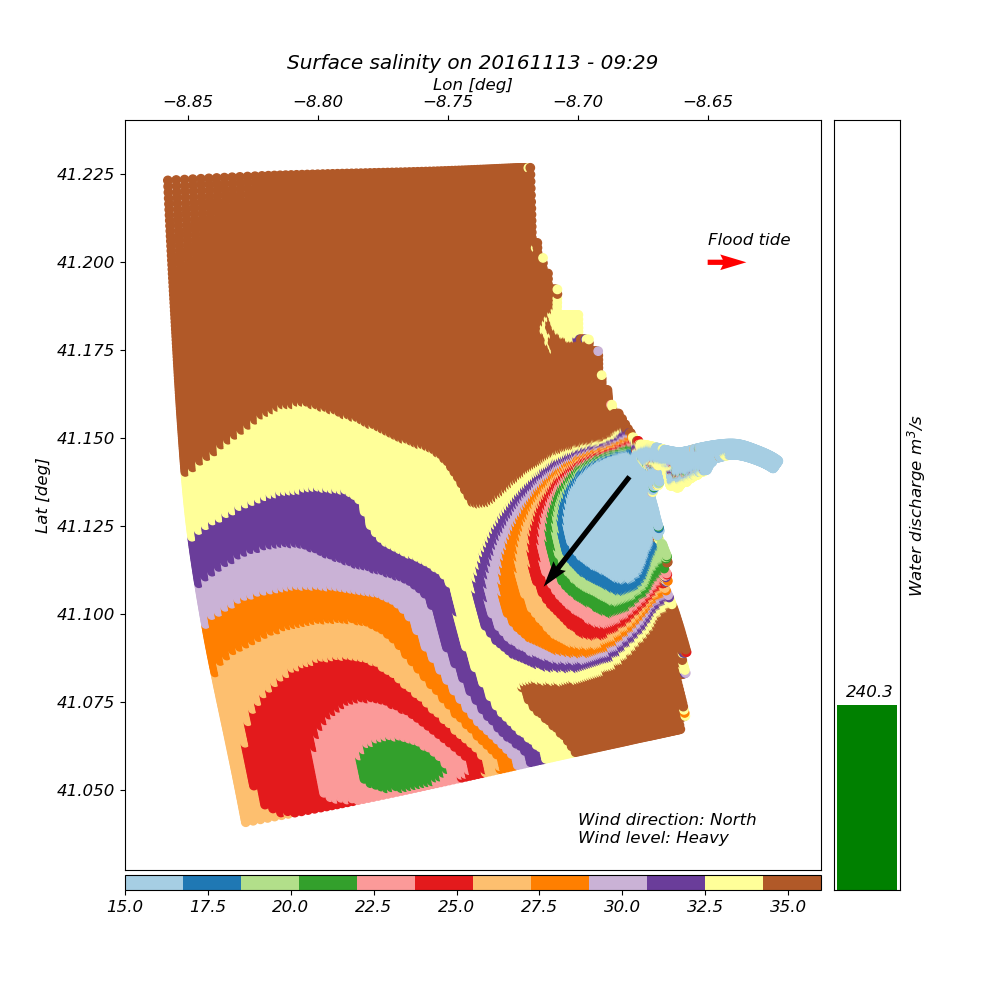 Surface salinity on 20161113 - 09:29
Lon [deg]
−8.85 −8.80 −8.75 −8.70 −8.65
41.225
41.200
41.175
41.150
41.125
41.100
41.075
41.050
Lat [deg]
Flood tide
Wind direction: North
Wind level: Heavy
15.0 17.5 20.0 22.5 25.0 27.5 30.0 32.5 35.0
240.3
Water discharge m³/s